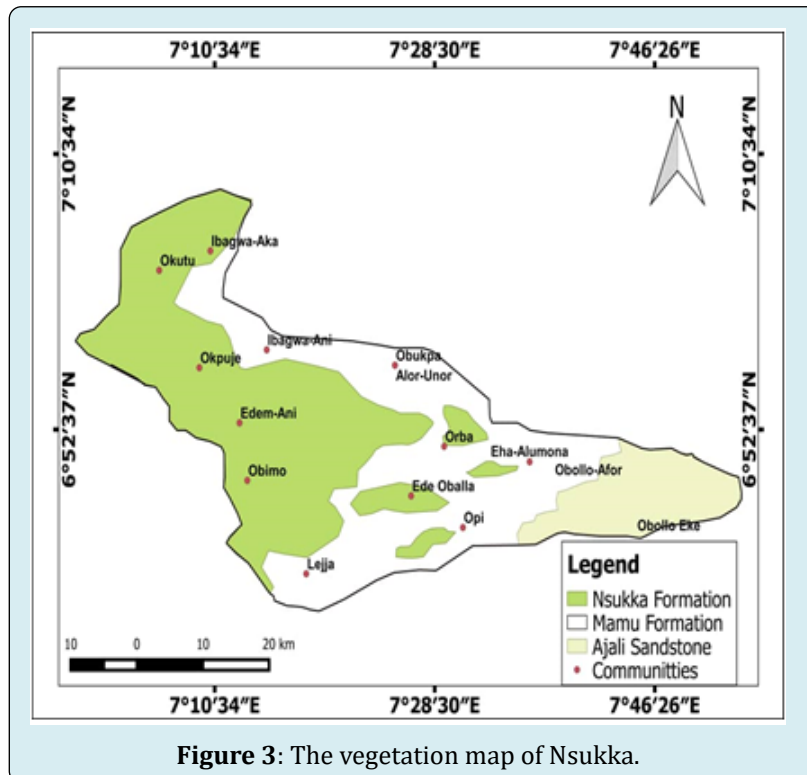 7°10’34”E 7°28’30”E 7°46’26”E
N
7°10’34”N 7°10’34”N
Ibagwa-Aka
Okutu
Ibagwa-Ani
Obukpa
Okpuje
Alor-Unor
Edem-Ani
6°52’37”N 6°52’37”N
Orba
Eha-Alumona
Obollo-Afor
Obimo
Ede Oballa
Opi
Obollo Eke
Lejja
Legend
Nsukka Formation
Mamu Formation
Ajali Sandstone
Communtties
10 0 10 20 km
7°10’34”E 7°28’30”E 7°46’26”E
Figure 3: The vegetation map of Nsukka.